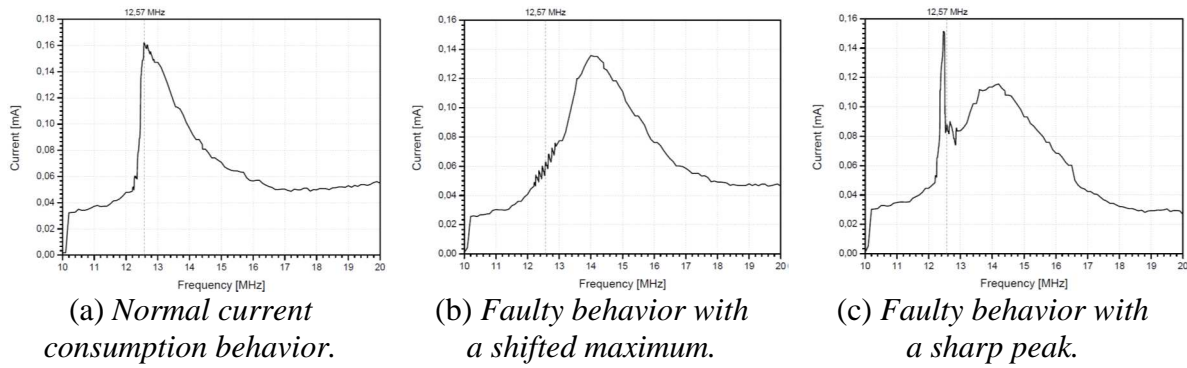 12,57 MHz
0,18
0,16
0,14
0,12
0,10
0,08
0,06
0,04
0,02
0,00
Current [mA]
10 11 12 13 14 15 16 17 18 19 20
Frequency [MHz]
(a) Normal current
consumption behavior.
12,57 MHz
0,16
0,14
0,12
0,10
0,08
0,06
0,04
0,02
0,00
Current [mA]
10 11 12 13 14 15 16 17 18 19 20
Frequency [MHz]
(b) Faulty behavior with
a shifted maximum.
12,57 MHz
0,16
0,14
0,12
0,10
0,08
0,06
0,04
0,02
0,00
Current [mA]
10 11 12 13 14 15 16 17 18 19 20
Frequency [MHz]
(c) Faulty behavior with
a sharp peak.